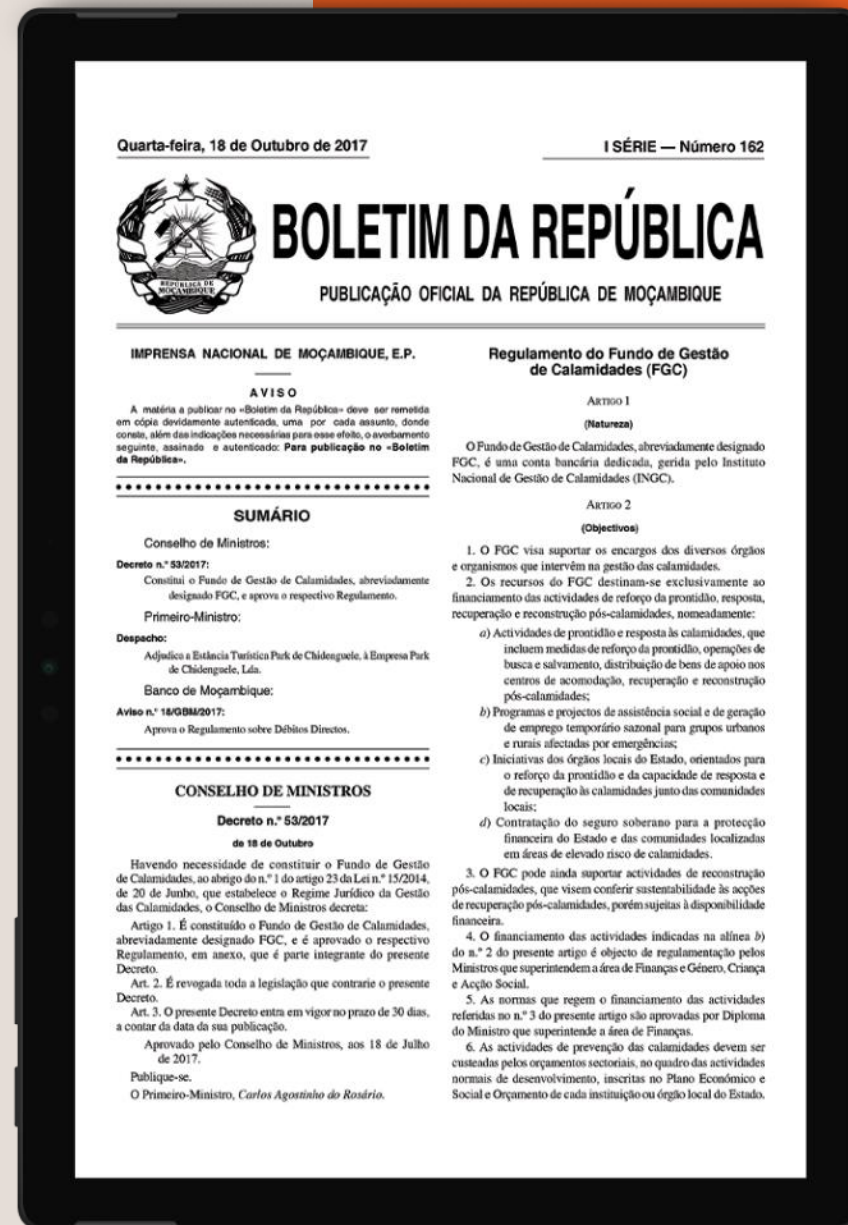 Quarta-feira, 18 de Outubro de 2017
I SÉRIE — Número 162
REPÚBLICA DE
MOÇAMBIQUE
BOLETIM DA REPÚBLICA
PUBLICAÇÃO OFICIAL DA REPÚBLICA DE MOÇAMBIQUE
IMPRENSA NACIONAL DE MOÇAMBIQUE, E.P.
AVISO
A matéria a publicar no «Boletim da República» deve ser remetida
em cópia devidamente autenticada, uma por cada assunto, donde
conste, além das indicações necessárias para esse efeito, o averbamento
seguinte, assinado e autenticado: Para publicação no «Boletim
da República».
SUMÁRIO
Conselho de Ministros:
Decreto n.º 53/2017:
Constitui o Fundo de Gestão de Calamidades, abreviadamente
designado FGC, e aprova o respectivo Regulamento.
Primeiro-Ministro:
Despacho:
Adjudica a Estância Turística Park de Chidenguele, à Empresa Park
de Chidenguele, Lda.
Banco de Moçambique:
Aviso n.º 18/GBM/2017:
Aprova o Regulamento sobre Débitos Directos.
CONSELHO DE MINISTROS
Decreto n.º 53/2017
de 18 de Outubro
Havendo necessidade de constituir o Fundo de Gestão
de Calamidades, ao abrigo do n.º 1 do artigo 23 da Lei n.º 15/2014,
de 20 de Junho, que estabelece o Regime Jurídico da Gestão
das Calamidades, o Conselho de Ministros decreta:
Artigo 1. É constituído o Fundo de Gestão de Calamidades,
abreviadamente designado FGC, e é aprovado o respectivo
Regulamento, em anexo, que é parte integrante do presente
Decreto.
Art. 2. É revogada toda a legislação que contrarie o presente
Decreto.
Art. 3. O presente Decreto entra em vigor no prazo de 30 dias,
a contar da data da sua publicação.
Aprovado pelo Conselho de Ministros, aos 18 de Julho
de 2017.
Publique-se.
O Primeiro-Ministro, Carlos Agostinho do Rosário.
Regulamento do Fundo de Gestão
de Calamidades (FGC)
ARTIGO 1
(Natureza)
O Fundo de Gestão de Calamidades, abreviadamente designado
FGC, é uma conta bancária dedicada, gerida pelo Instituto
Nacional de Gestão de Calamidades (INGC).
ARTIGO 2
(Objectivos)
1. O FGC visa suportar os encargos dos diversos órgãos
e organismos que intervêm na gestão das calamidades.
2. Os recursos do FGC destinam-se exclusivamente ao
financiamento das actividades de reforço da prontidão, resposta,
recuperação e reconstrução pós-calamidades, nomeadamente:
a) Actividades de prontidão e resposta às calamidades, que
incluem medidas de reforço da prontidão, operações de
busca e salvamento, distribuição de bens de apoio nos
centros de acomodação, recuperação e reconstrução
pós-calamidades;
b) Programas e projectos de assistência social e de geração
de emprego temporário sazonal para grupos urbanos
e rurais afectadas por emergências;
c) Iniciativas dos órgãos locais do Estado, orientados para
o reforço da prontidão e da capacidade de resposta e
de recuperação às calamidades junto das comunidades
locais;
d) Contratação do seguro soberano para a protecção
financeira do Estado e das comunidades localizadas
em áreas de elevado risco de calamidades.
3. O FGC pode ainda suportar actividades de reconstrução
pós-calamidades, que visem conferir sustentabilidade às acções
de recuperação pós-calamidades, porém sujeitas à disponibilidade
financeira.
4. O financiamento das actividades indicadas na alínea b)
do n.º 2 do presente artigo é objecto de regulamentação pelos
Ministros que superintendem a área de Finanças e Género, Criança
e Acção Social.
5. As normas que regem o financiamento das actividades
referidas no n.º 3 do presente artigo são aprovadas por Diploma
do Ministro que superintende a área de Finanças.
6. As actividades de prevenção das calamidades devem ser
custeadas pelos orçamentos sectoriais, no quadro das actividades
normais de desenvolvimento, inscritas no Plano Económico e
Social e Orçamento de cada instituição ou órgão local do Estado.